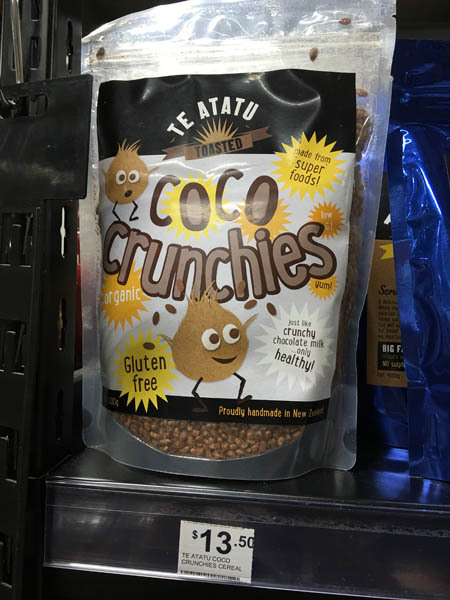 TE ATATU
TOASTED
made from
super
foods!
COCO
crunchies
low
GI
yum!
organic
just like
crunchy
chocolate milk
...only
healthy!
Gluten
free
Proudly handmade in New Zealand
BIG
$13.50
TE ATATU COCO
CRUNCHIES CEREAL